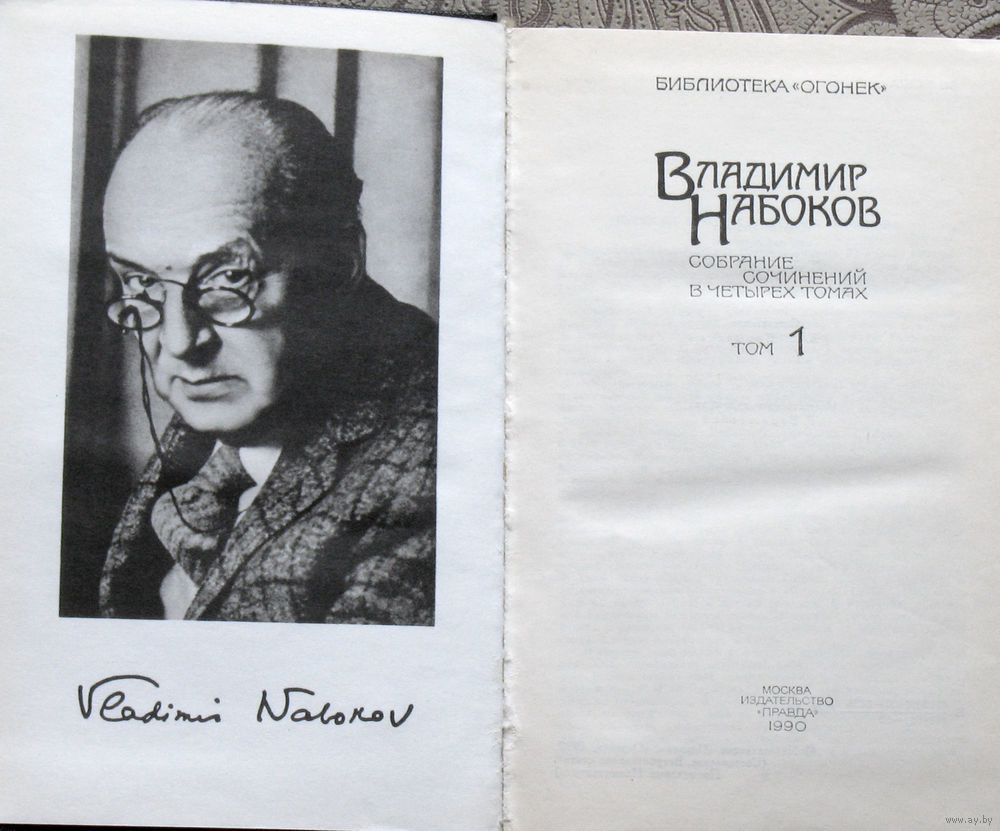 Vladimir Nabokov
БИБЛИОТЕКА «ОГОНЕК»
ВЛАДИМИР
НАБОКОВ
СОБРАНИЕ
СОЧИНЕНИЙ
В ЧЕТЫРЕХ ТОМАХ
ТОМ 1
МОСКВА
ИЗДАТЕЛЬСТВО
«ПРАВДА»
1990
www.ay.by